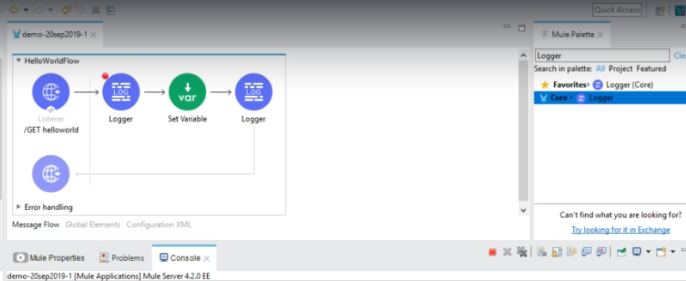 Quick Access
demo-20sep2019-1
Mule Palette
HelloWorldFlow
Logger
Clea
Search in palette: All Project Featured
Favorites Logger (Core)
Core Logger
LOG
var
LOG
Listener
/GET helloworld
Logger
Set Variable
Logger
Error handling
Message Flow Global Elements Configuration XML
Can't find what you are looking for?
Try looking for it in Exchange
Mule Properties Problems Console
demo-20sep2019-1 [Mule Applications] Mule Server 4.2.0 EE